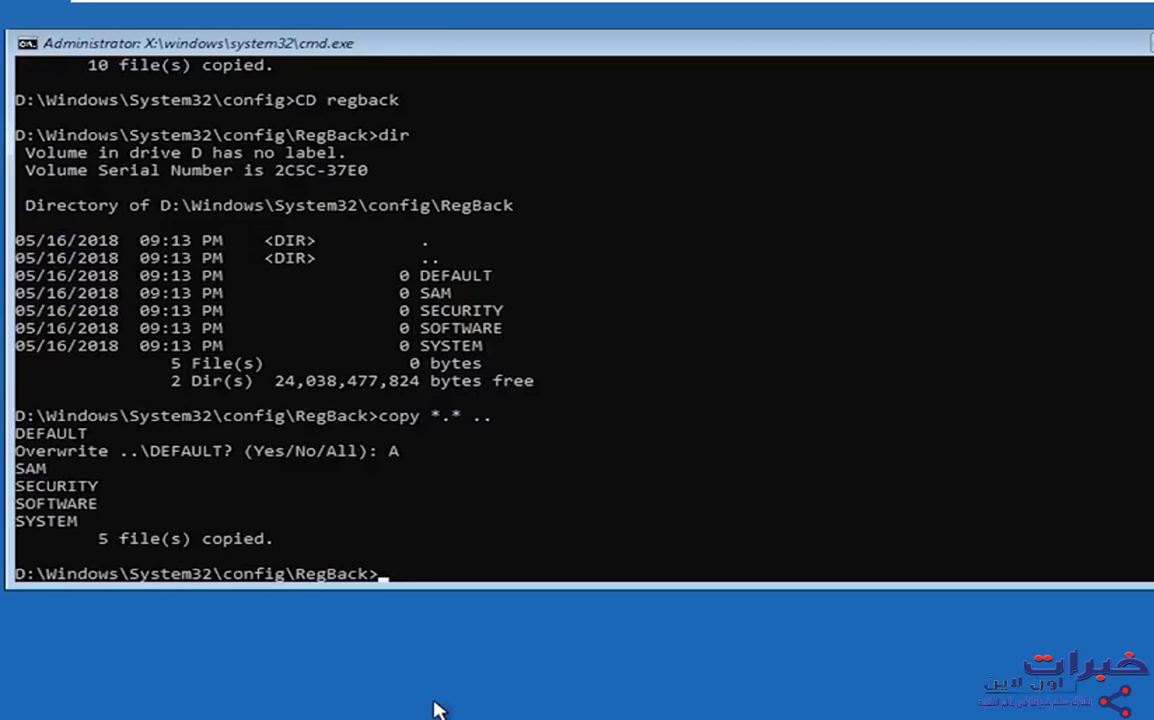 Administrator: X:\windows\system32\cmd.exe
10 file(s) copied.
D:\Windows\System32\config>CD regback
D:\Windows\System32\config\RegBack>dir
Volume in drive D has no label.
Volume Serial Number is 2C5C-37E0
Directory of D:\Windows\System32\config\RegBack
05/16/2018  09:13 PM    <DIR>          .
05/16/2018  09:13 PM    <DIR>          ..
05/16/2018  09:13 PM                 0 DEFAULT
05/16/2018  09:13 PM                 0 SAM
05/16/2018  09:13 PM                 0 SECURITY
05/16/2018  09:13 PM                 0 SOFTWARE
05/16/2018  09:13 PM                 0 SYSTEM
5 File(s)              0 bytes
2 Dir(s)  24,038,477,824 bytes free
D:\Windows\System32\config\RegBack>copy *.* ..
DEFAULT
Overwrite ..\DEFAULT? (Yes/No/All): A
SAM
SECURITY
SOFTWARE
SYSTEM
5 file(s) copied.
D:\Windows\System32\config\RegBack>
خبرات
اون لاين